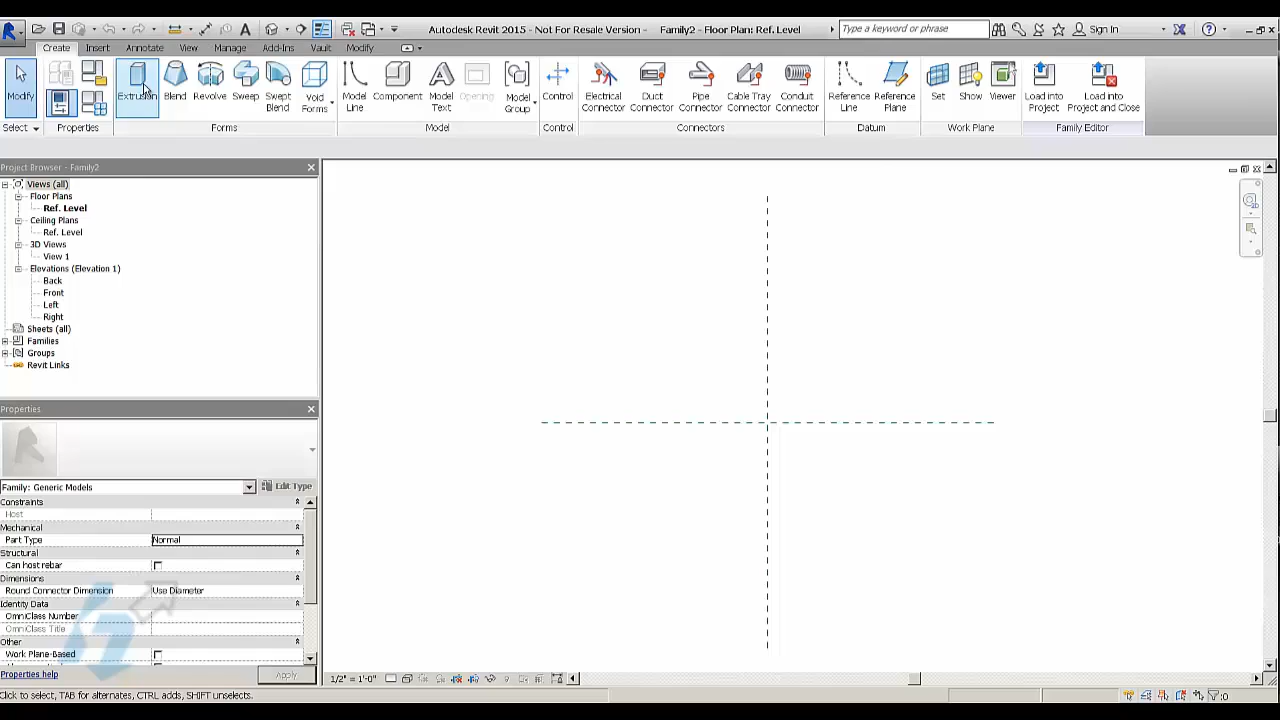 Autodesk Revit 2015 - Not For Resale Version - Family2 - Floor Plan: Ref. Level
Type a keyword or phrase
Sign In
Create Insert Annotate View Manage Add-Ins Vault Modify
Modify
Extrusion
Blend
Revolve
Sweep
Swept Blend
Void Forms
Model Line
Component
Model Text
Opening
Model Group
Control
Electrical Connector
Duct Connector
Pipe Connector
Cable Tray Connector
Conduit Connector
Reference Line
Reference Plane
Set
Show
Viewer
Load into Project
Load into Project and Close
Select
Properties
Forms
Model
Control
Connectors
Datum
Work Plane
Family Editor
Project Browser - Family2
Views (all)
Floor Plans
Ref. Level
Ceiling Plans
Ref. Level
3D Views
View 1
Elevations (Elevation 1)
Back
Front
Left
Right
Sheets (all)
Families
Groups
Revit Links
Properties
Family: Generic Models
Edit Type
Constraints
Host
Mechanical
Part Type Normal
Structural
Can host rebar
Dimensions
Round Connector Dimension Use Diameter
Identity Data
OmniClass Number
OmniClass Title
Other
Work Plane-Based
Properties help
Apply
1/2" = 1'-0"
Click to select, TAB for alternates, CTRL adds, SHIFT unselects.
:0